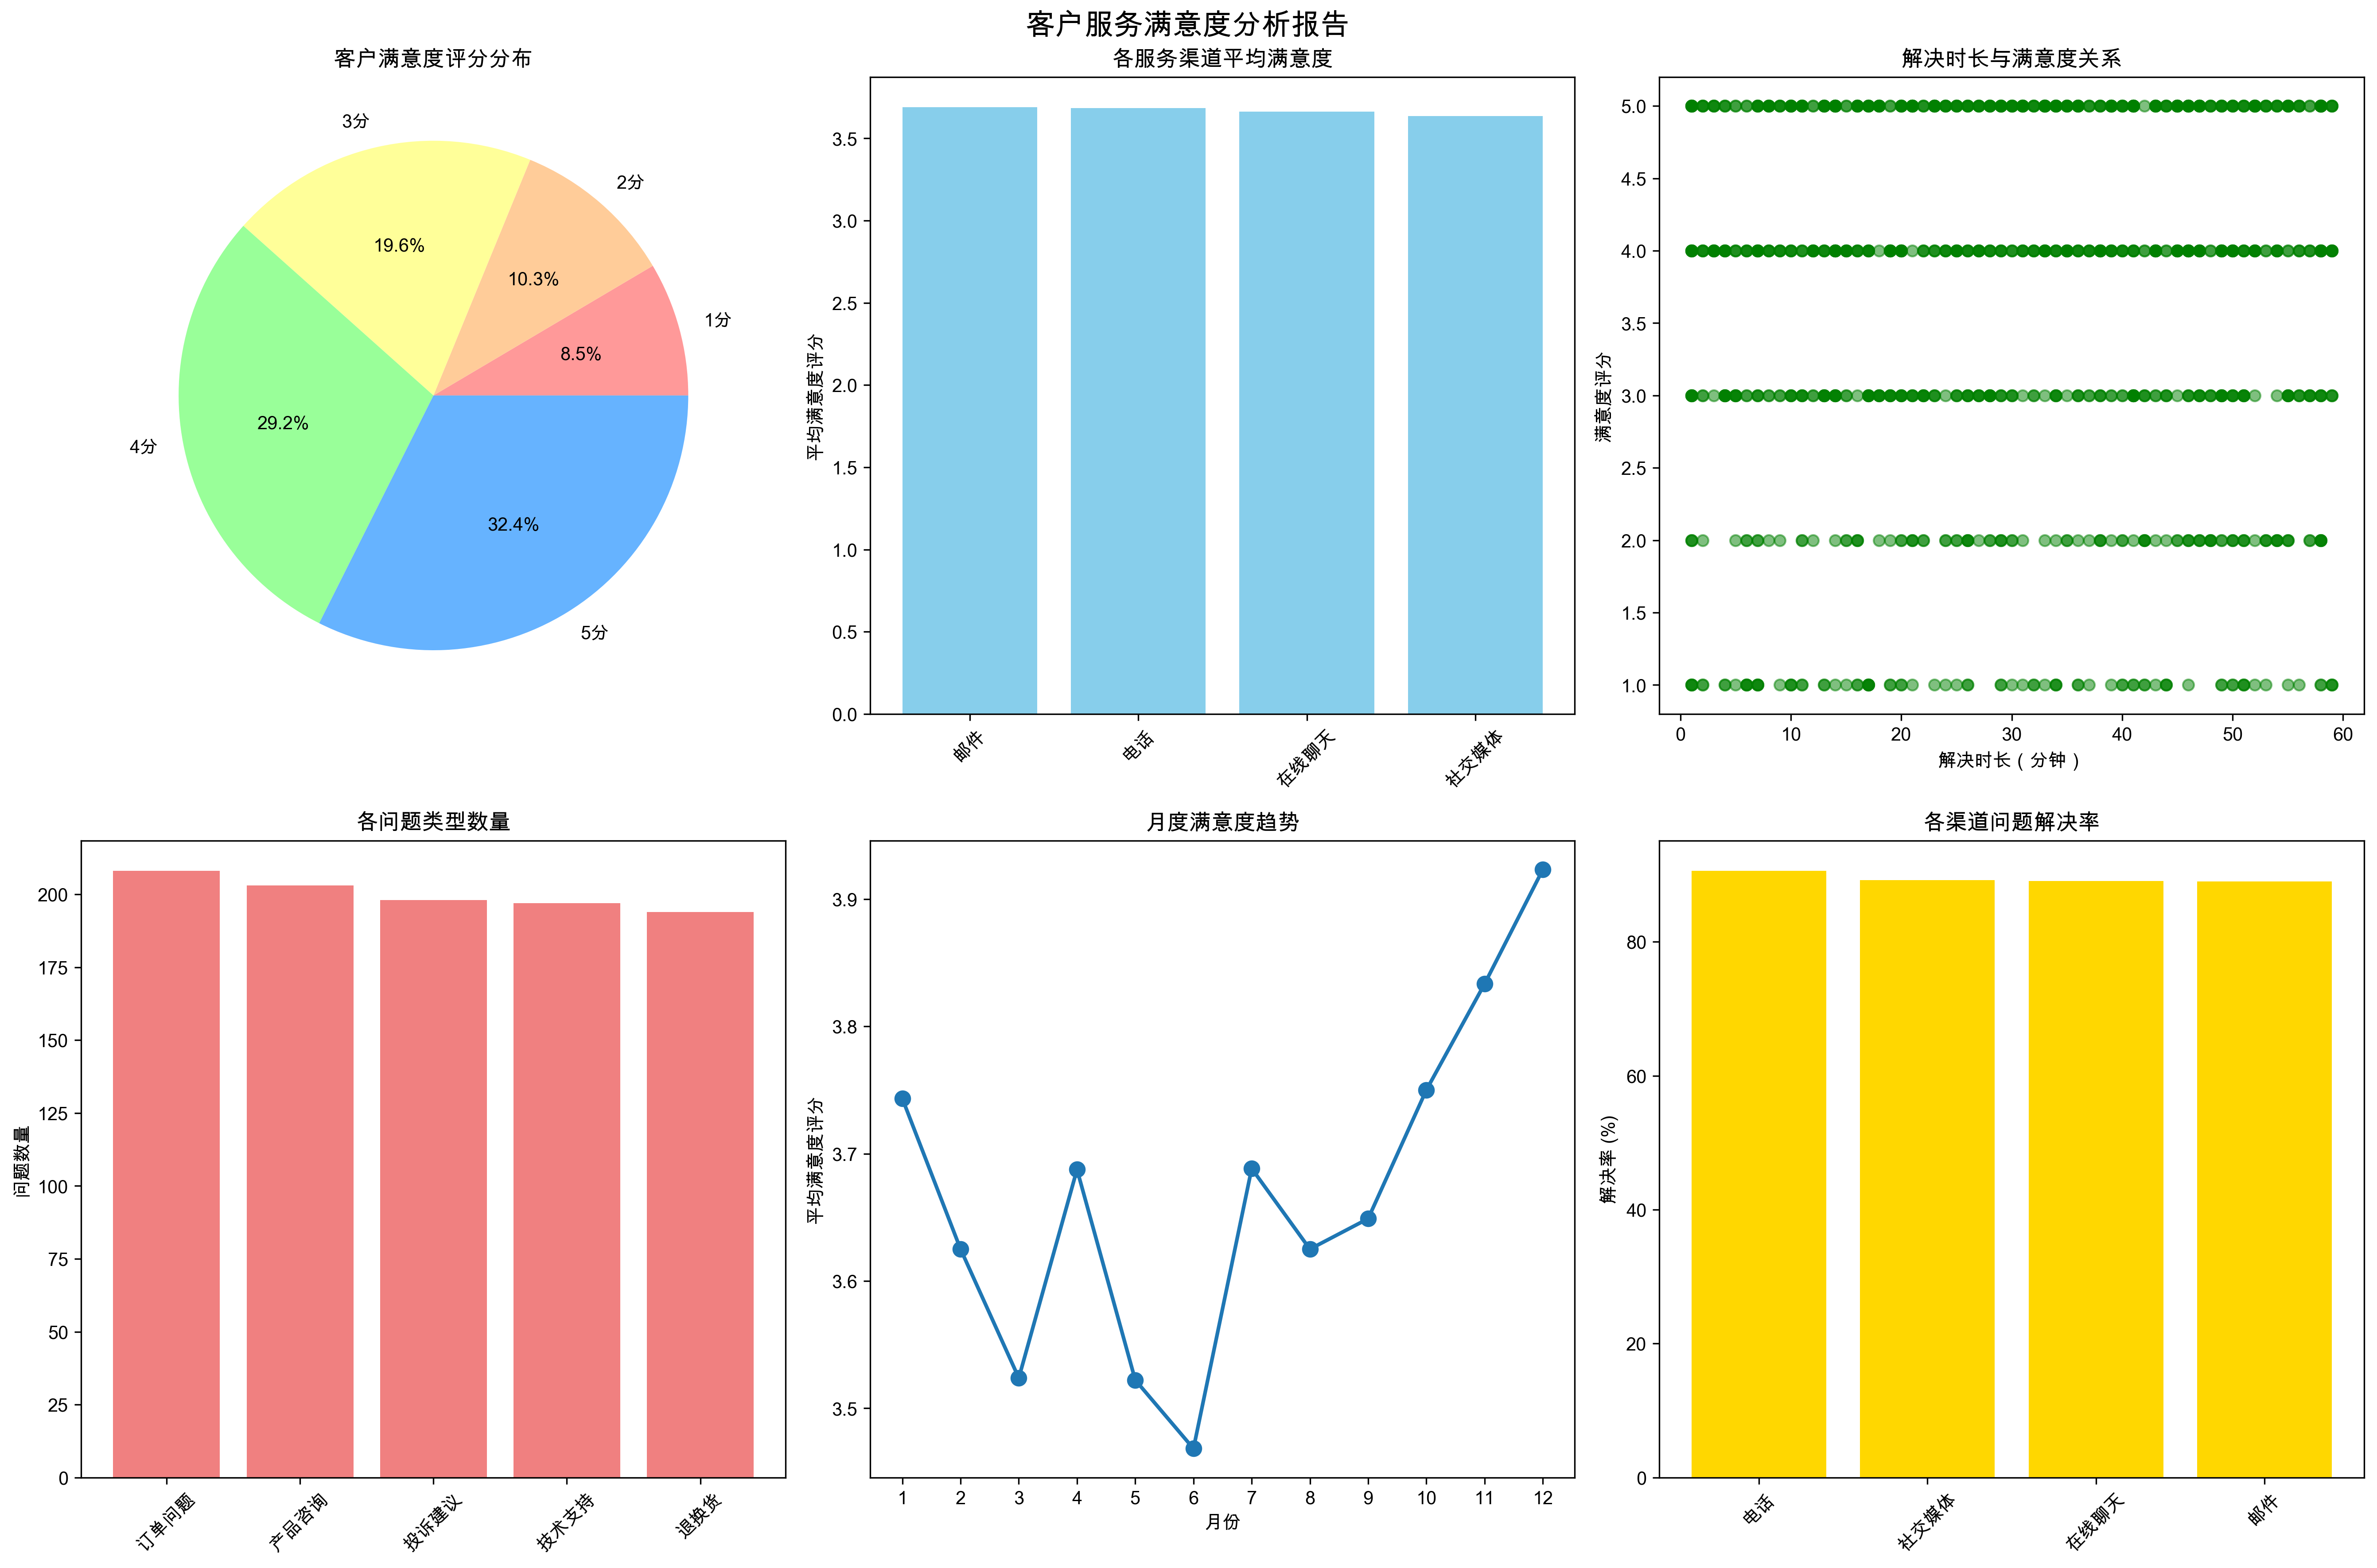 客户服务满意度分析报告
客户满意度评分分布
3分
2分
19.6%
10.3%
1分
8.5%
29.2%
4分
32.4%
5分
各服务渠道平均满意度
平均满意度评分
3.5
3.0
2.5
2.0
1.5
1.0
0.5
0.0
邮件
电话
在线聊天
社交媒体
解决时长与满意度关系
满意度评分
5.0
4.5
4.0
3.5
3.0
2.5
2.0
1.5
1.0
0 10 20 30 40 50 60
解决时长（分钟）
各问题类型数量
问题数量
200
175
150
125
100
75
50
25
0
订单问题
产品咨询
投诉建议
技术支持
退换货
月度满意度趋势
平均满意度评分
3.9
3.8
3.7
3.6
3.5
1 2 3 4 5 6 7 8 9 10 11 12
月份
各渠道问题解决率
解决率 (%)
80
60
40
20
0
电话
社交媒体
在线聊天
邮件